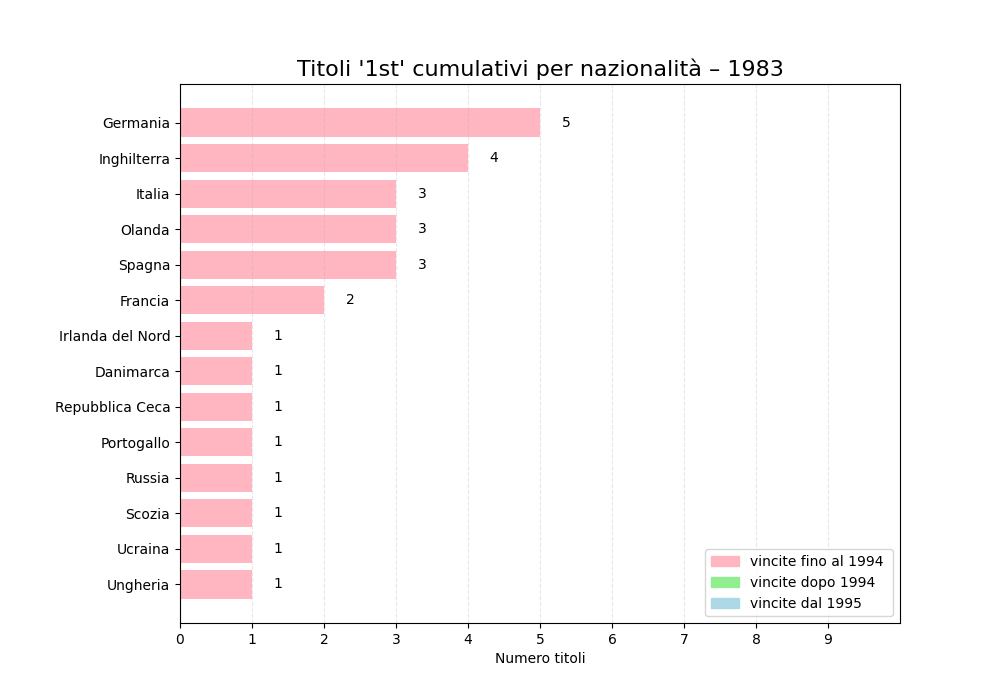 Titoli '1st' cumulativi per nazionalità – 1983
Germania 5
Inghilterra 4
Italia 3
Olanda 3
Spagna 3
Francia 2
Irlanda del Nord 1
Danimarca 1
Repubblica Ceca 1
Portogallo 1
Russia 1
Scozia 1
Ucraina 1
Ungheria 1
vincite fino al 1994
vincite dopo 1994
vincite dal 1995
0 1 2 3 4 5 6 7 8 9
Numero titoli